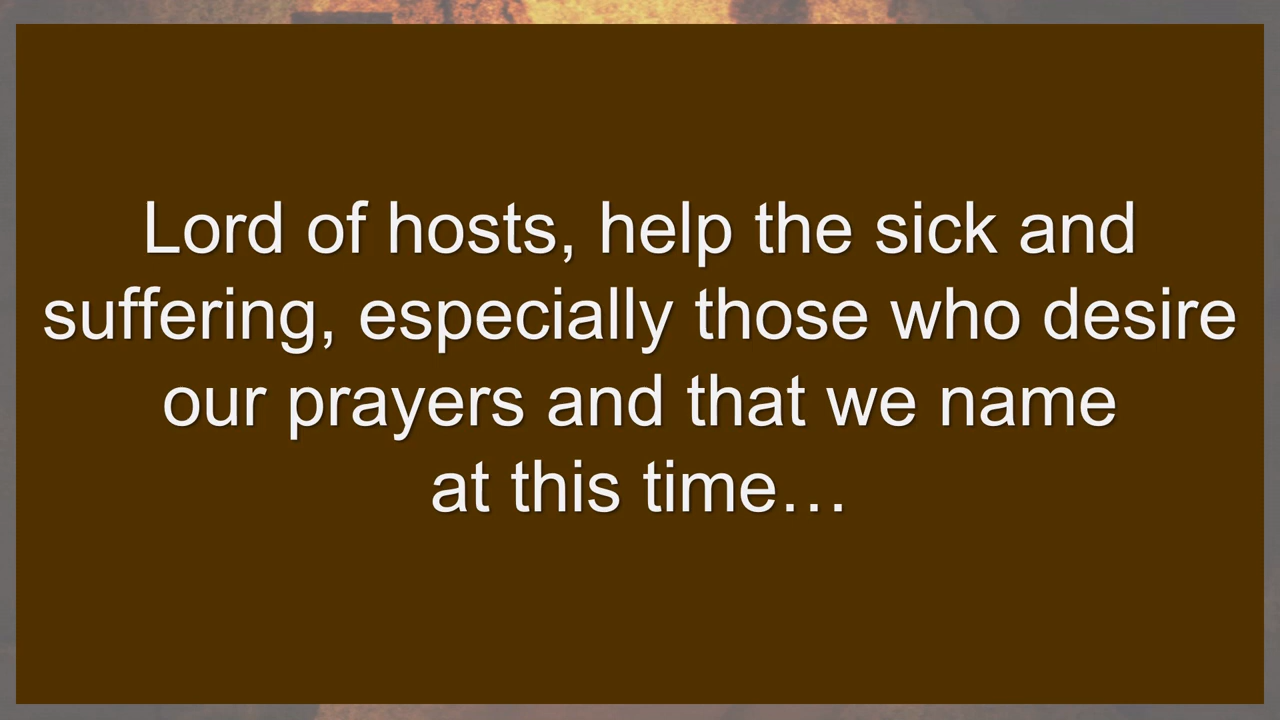 Lord of hosts, help the sick and
suffering, especially those who desire
our prayers and that we name
at this time…